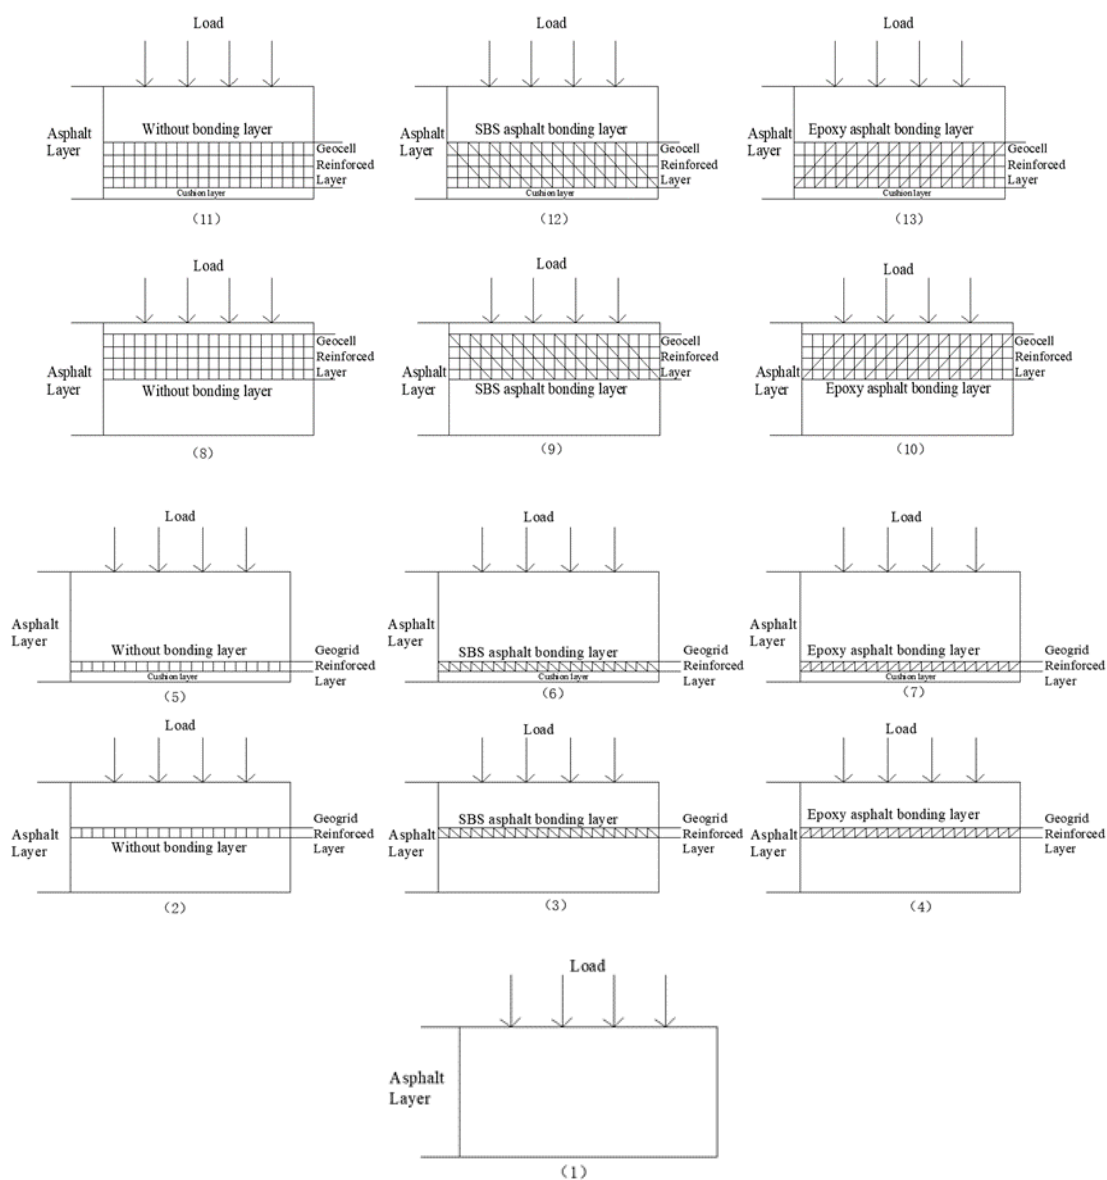 Load
Asphalt
Layer
Without bonding layer
Geocell
Reinforced
Layer
Cushion layer
(11)
Load
Asphalt
Layer
SBS asphalt bonding layer
Geocell
Reinforced
Layer
Cushion layer
(12)
Load
Asphalt
Layer
Epoxy asphalt bonding layer
Geocell
Reinforced
Layer
Cushion layer
(13)
Load
Asphalt
Layer
Geocell
Reinforced
Layer
Without bonding layer
(8)
Load
Asphalt
Layer
Geocell
Reinforced
Layer
SBS asphalt bonding layer
(9)
Load
Asphalt
Layer
Geocell
Reinforced
Layer
Epoxy asphalt bonding layer
(10)
Load
Asphalt
Layer
Without bonding layer
Geogrid
Reinforced
Layer
Cushion layer
(5)
Load
Asphalt
Layer
SBS asphalt bonding layer
Geogrid
Reinforced
Layer
Cushion layer
(6)
Load
Asphalt
Layer
Epoxy asphalt bonding layer
Geogrid
Reinforced
Layer
Cushion layer
(7)
Load
Asphalt
Layer
Geogrid
Reinforced
Layer
Without bonding layer
(2)
Load
SBS asphalt bonding layer
Asphalt
Layer
Geogrid
Reinforced
Layer
(3)
Load
Epoxy asphalt bonding layer
Asphalt
Layer
Geogrid
Reinforced
Layer
(4)
Load
Asphalt
Layer
(1)